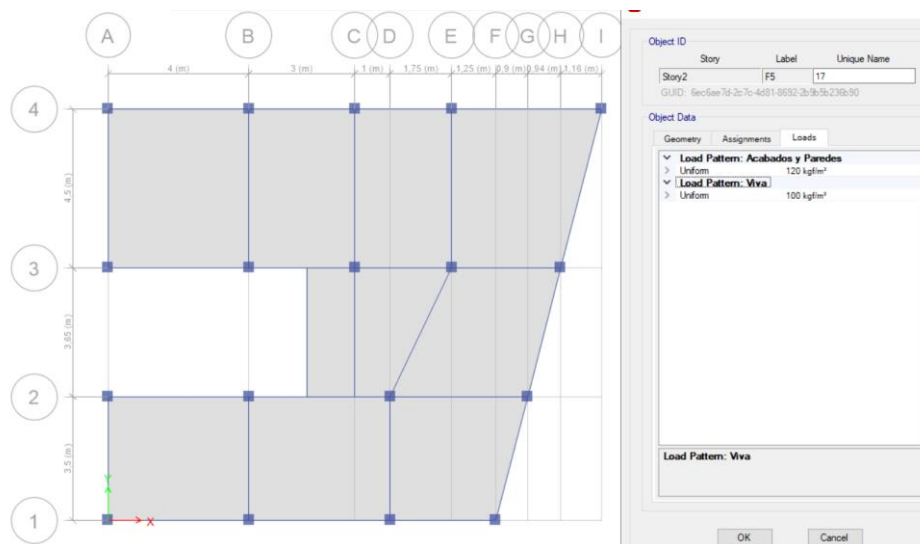 A B C D E F G H I
4 (m) 3 (m) 1 (m) 1,75 (m) 1,25 (m) 0,9 (m) 0,94 (m) 1,16 (m)
4
4,5 (m)
3
3,65 (m)
2
3,5 (m)
1
Y
X
Object ID
Story Label Unique Name
Story2 F5 17
GUID: 6ec6ae7d-2c7c-4d81-8692-2b9b5b236b90
Object Data
Geometry Assignments Loads
Load Pattern: Acabados y Paredes
Uniform 120 kgf/m²
Load Pattern: Viva
Uniform 100 kgf/m²
Load Pattern: Viva
OK Cancel